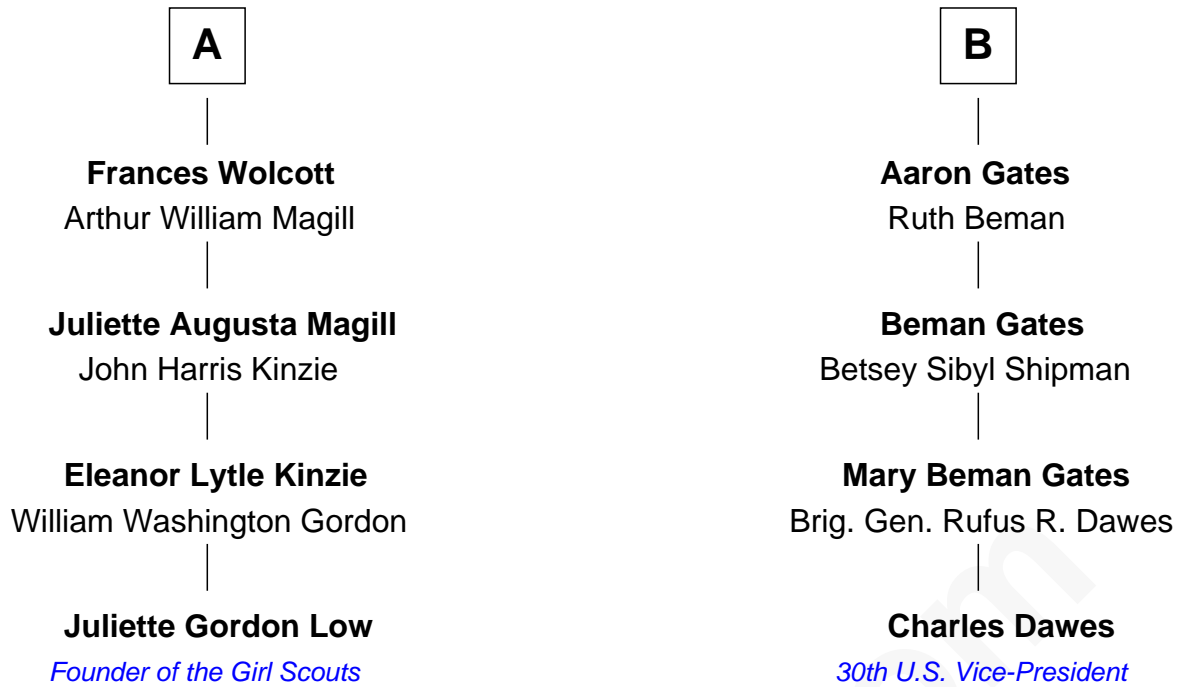 A
Frances Wolcott
Arthur William Magill
Juliette Augusta Magill
John Harris Kinzie
Eleanor Lytle Kinzie
William Washington Gordon
Juliette Gordon Low
Founder of the Girl Scouts
B
Aaron Gates
Ruth Beman
Beman Gates
Betsey Sibyl Shipman
Mary Beman Gates
Brig. Gen. Rufus R. Dawes
Charles Dawes
30th U.S. Vice-President